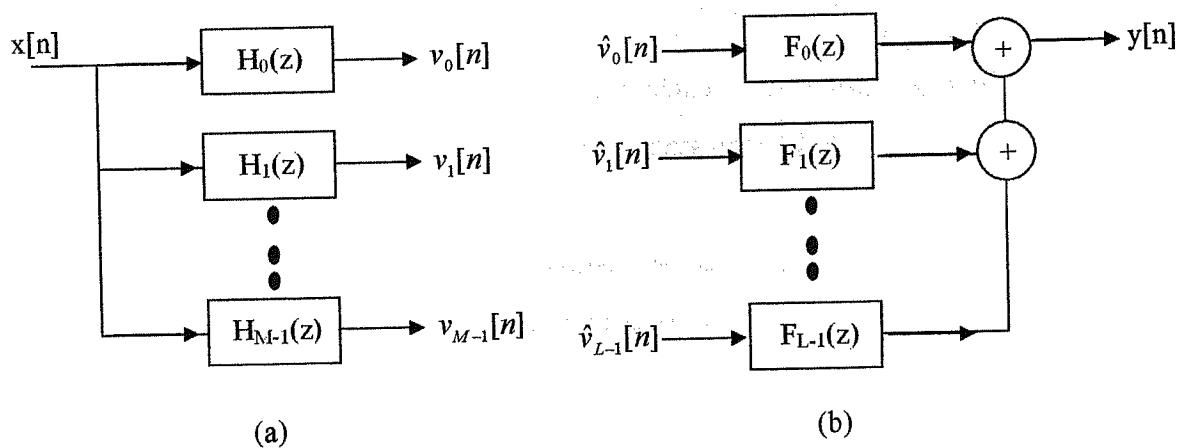 x[n]
H₀(z)
v₀[n]
H₁(z)
v₁[n]
H_{M-1}(z)
v_{M-1}[n]
(a)
v̂₀[n]
F₀(z)
+
y[n]
v̂₁[n]
F₁(z)
+
v̂_{L-1}[n]
F_{L-1}(z)
(b)